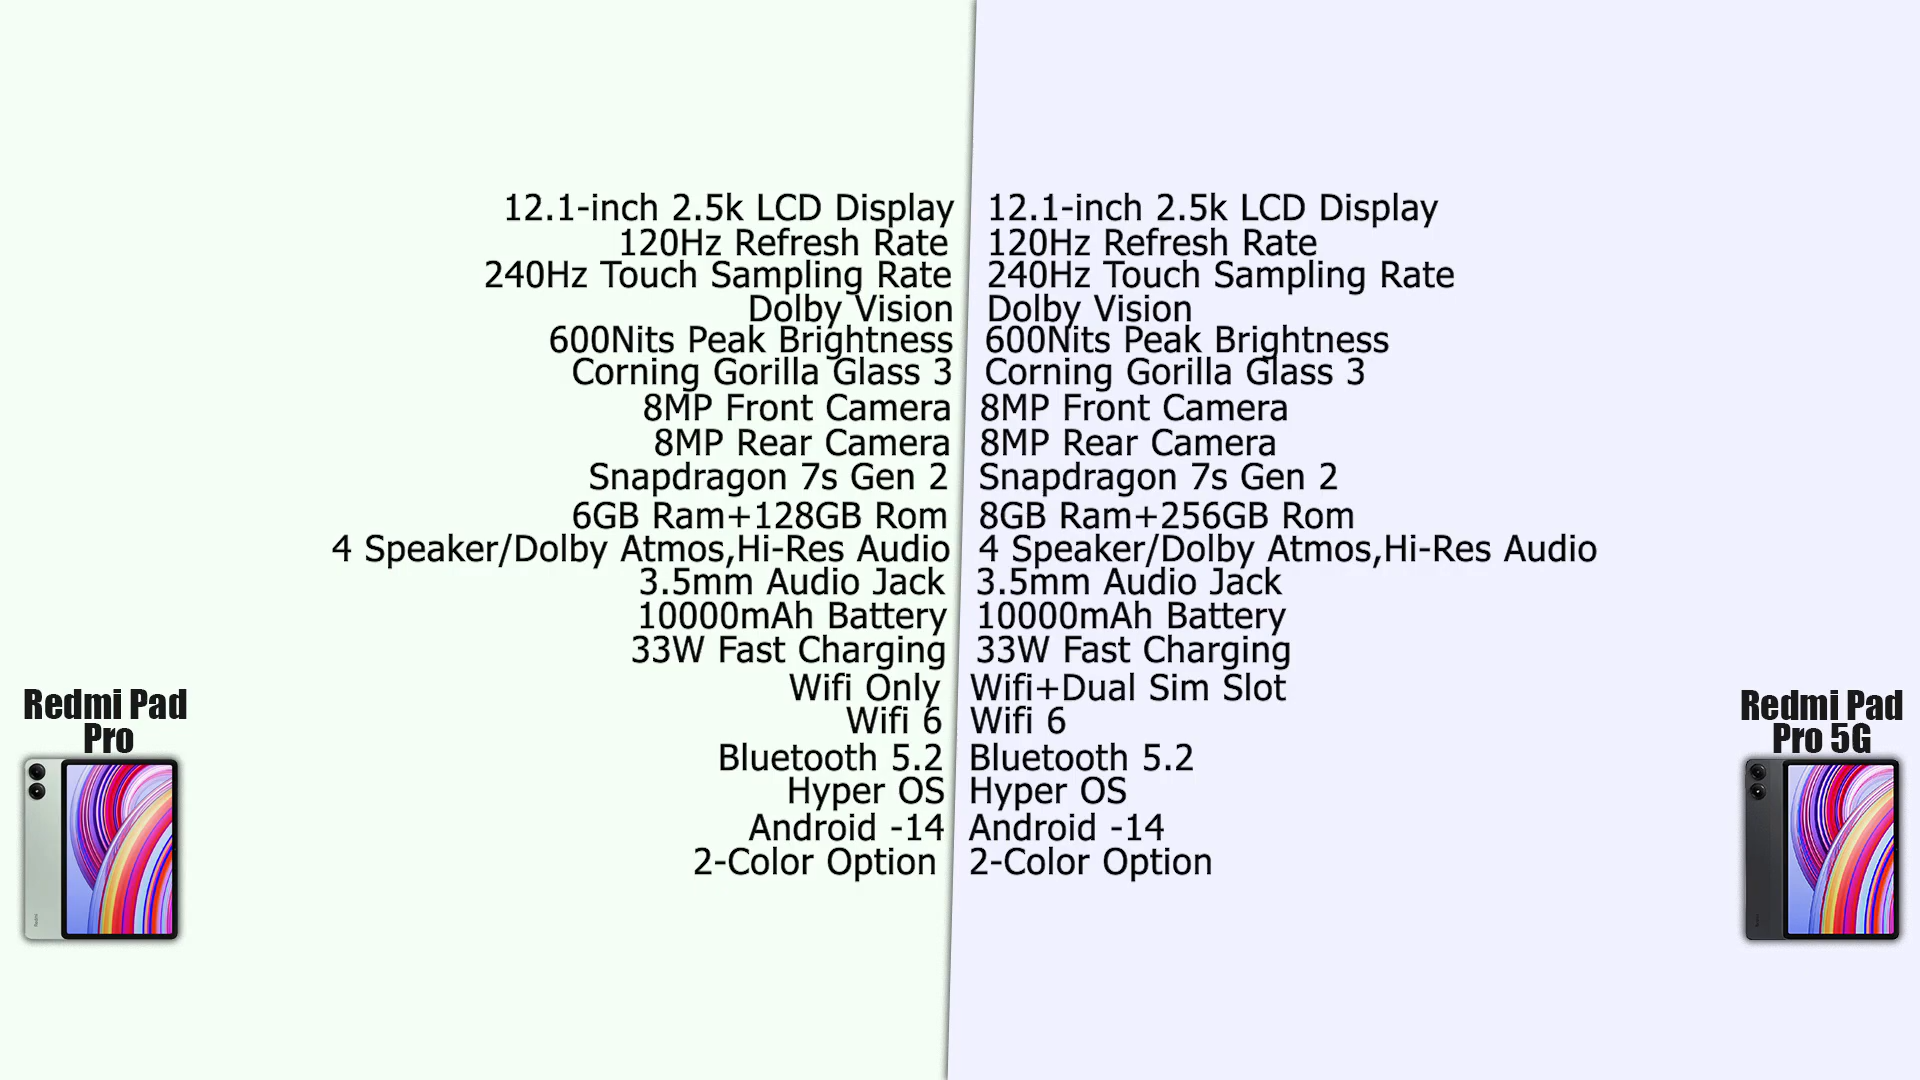 12.1-inch 2.5k LCD Display
120Hz Refresh Rate
240Hz Touch Sampling Rate
Dolby Vision
600Nits Peak Brightness
Corning Gorilla Glass 3
8MP Front Camera
8MP Rear Camera
Snapdragon 7s Gen 2
6GB Ram+128GB Rom
4 Speaker/Dolby Atmos,Hi-Res Audio
3.5mm Audio Jack
10000mAh Battery
33W Fast Charging
Wifi Only
Wifi 6
Bluetooth 5.2
Hyper OS
Android -14
2-Color Option
Redmi Pad
Pro
12.1-inch 2.5k LCD Display
120Hz Refresh Rate
240Hz Touch Sampling Rate
Dolby Vision
600Nits Peak Brightness
Corning Gorilla Glass 3
8MP Front Camera
8MP Rear Camera
Snapdragon 7s Gen 2
8GB Ram+256GB Rom
4 Speaker/Dolby Atmos,Hi-Res Audio
3.5mm Audio Jack
10000mAh Battery
33W Fast Charging
Wifi+Dual Sim Slot
Wifi 6
Bluetooth 5.2
Hyper OS
Android -14
2-Color Option
Redmi Pad
Pro 5G